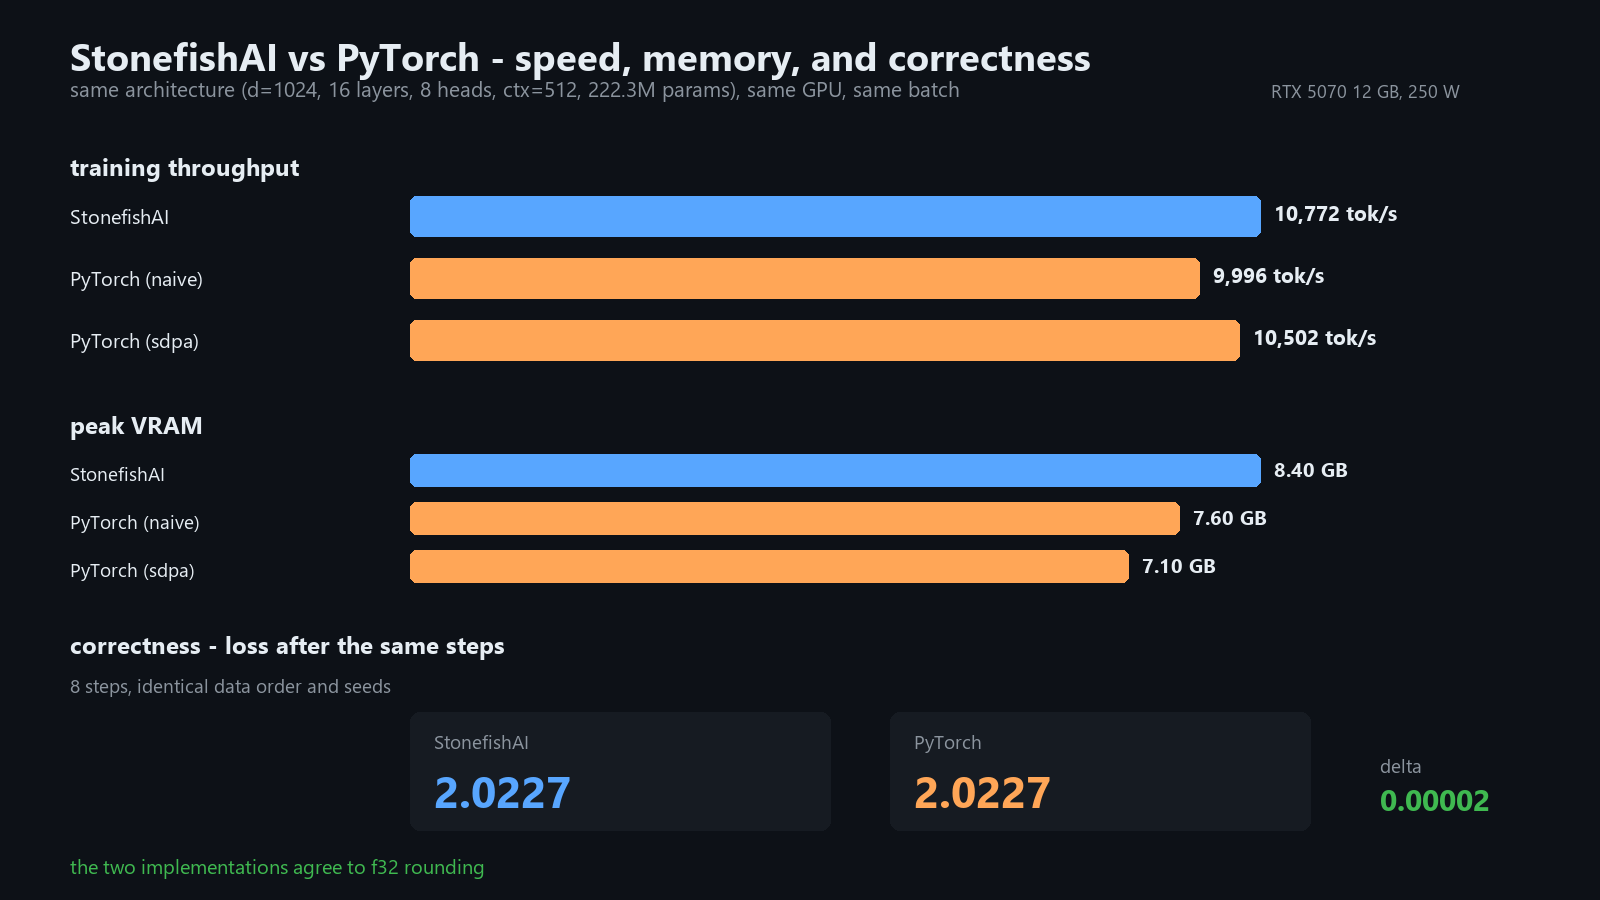 StonefishAI vs PyTorch - speed, memory, and correctness
same architecture (d=1024, 16 layers, 8 heads, ctx=512, 222.3M params), same GPU, same batch
RTX 5070 12 GB, 250 W
training throughput
StonefishAI
10,772 tok/s
PyTorch (naive)
9,996 tok/s
PyTorch (sdpa)
10,502 tok/s
peak VRAM
StonefishAI
8.40 GB
PyTorch (naive)
7.60 GB
PyTorch (sdpa)
7.10 GB
correctness - loss after the same steps
8 steps, identical data order and seeds
StonefishAI
2.0227
PyTorch
2.0227
delta
0.00002
the two implementations agree to f32 rounding